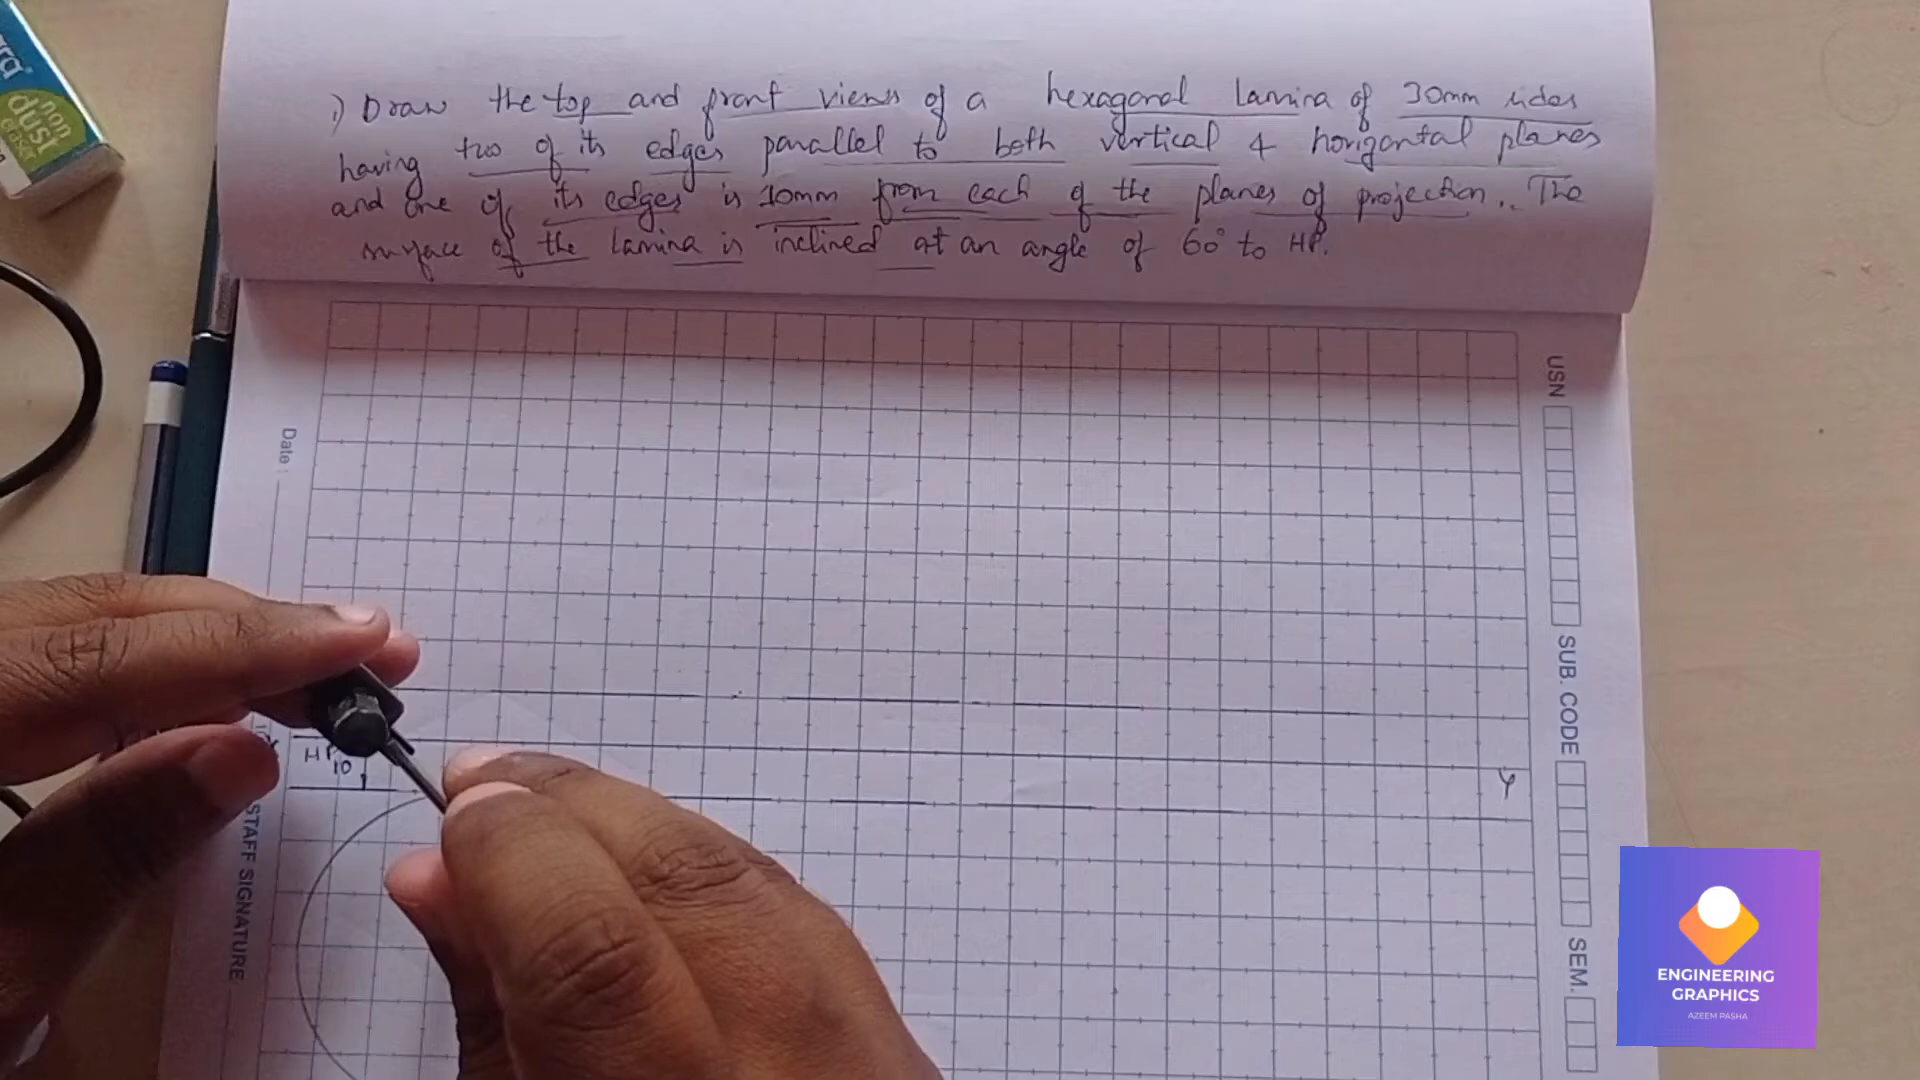 1) Draw the top and front views of a hexagonal lamina of 30mm sides
having two of its edges parallel to both vertical & horizontal planes
and one of its edges is 10mm from each of the planes of projection. The
surface of the lamina is inclined at an angle of 60° to HP.
non
dust
eraser
Date :
USN
SUB. CODE
SEM.
HP
10
y
STAFF SIGNATURE
ENGINEERING
GRAPHICS
AZEEM PASHA